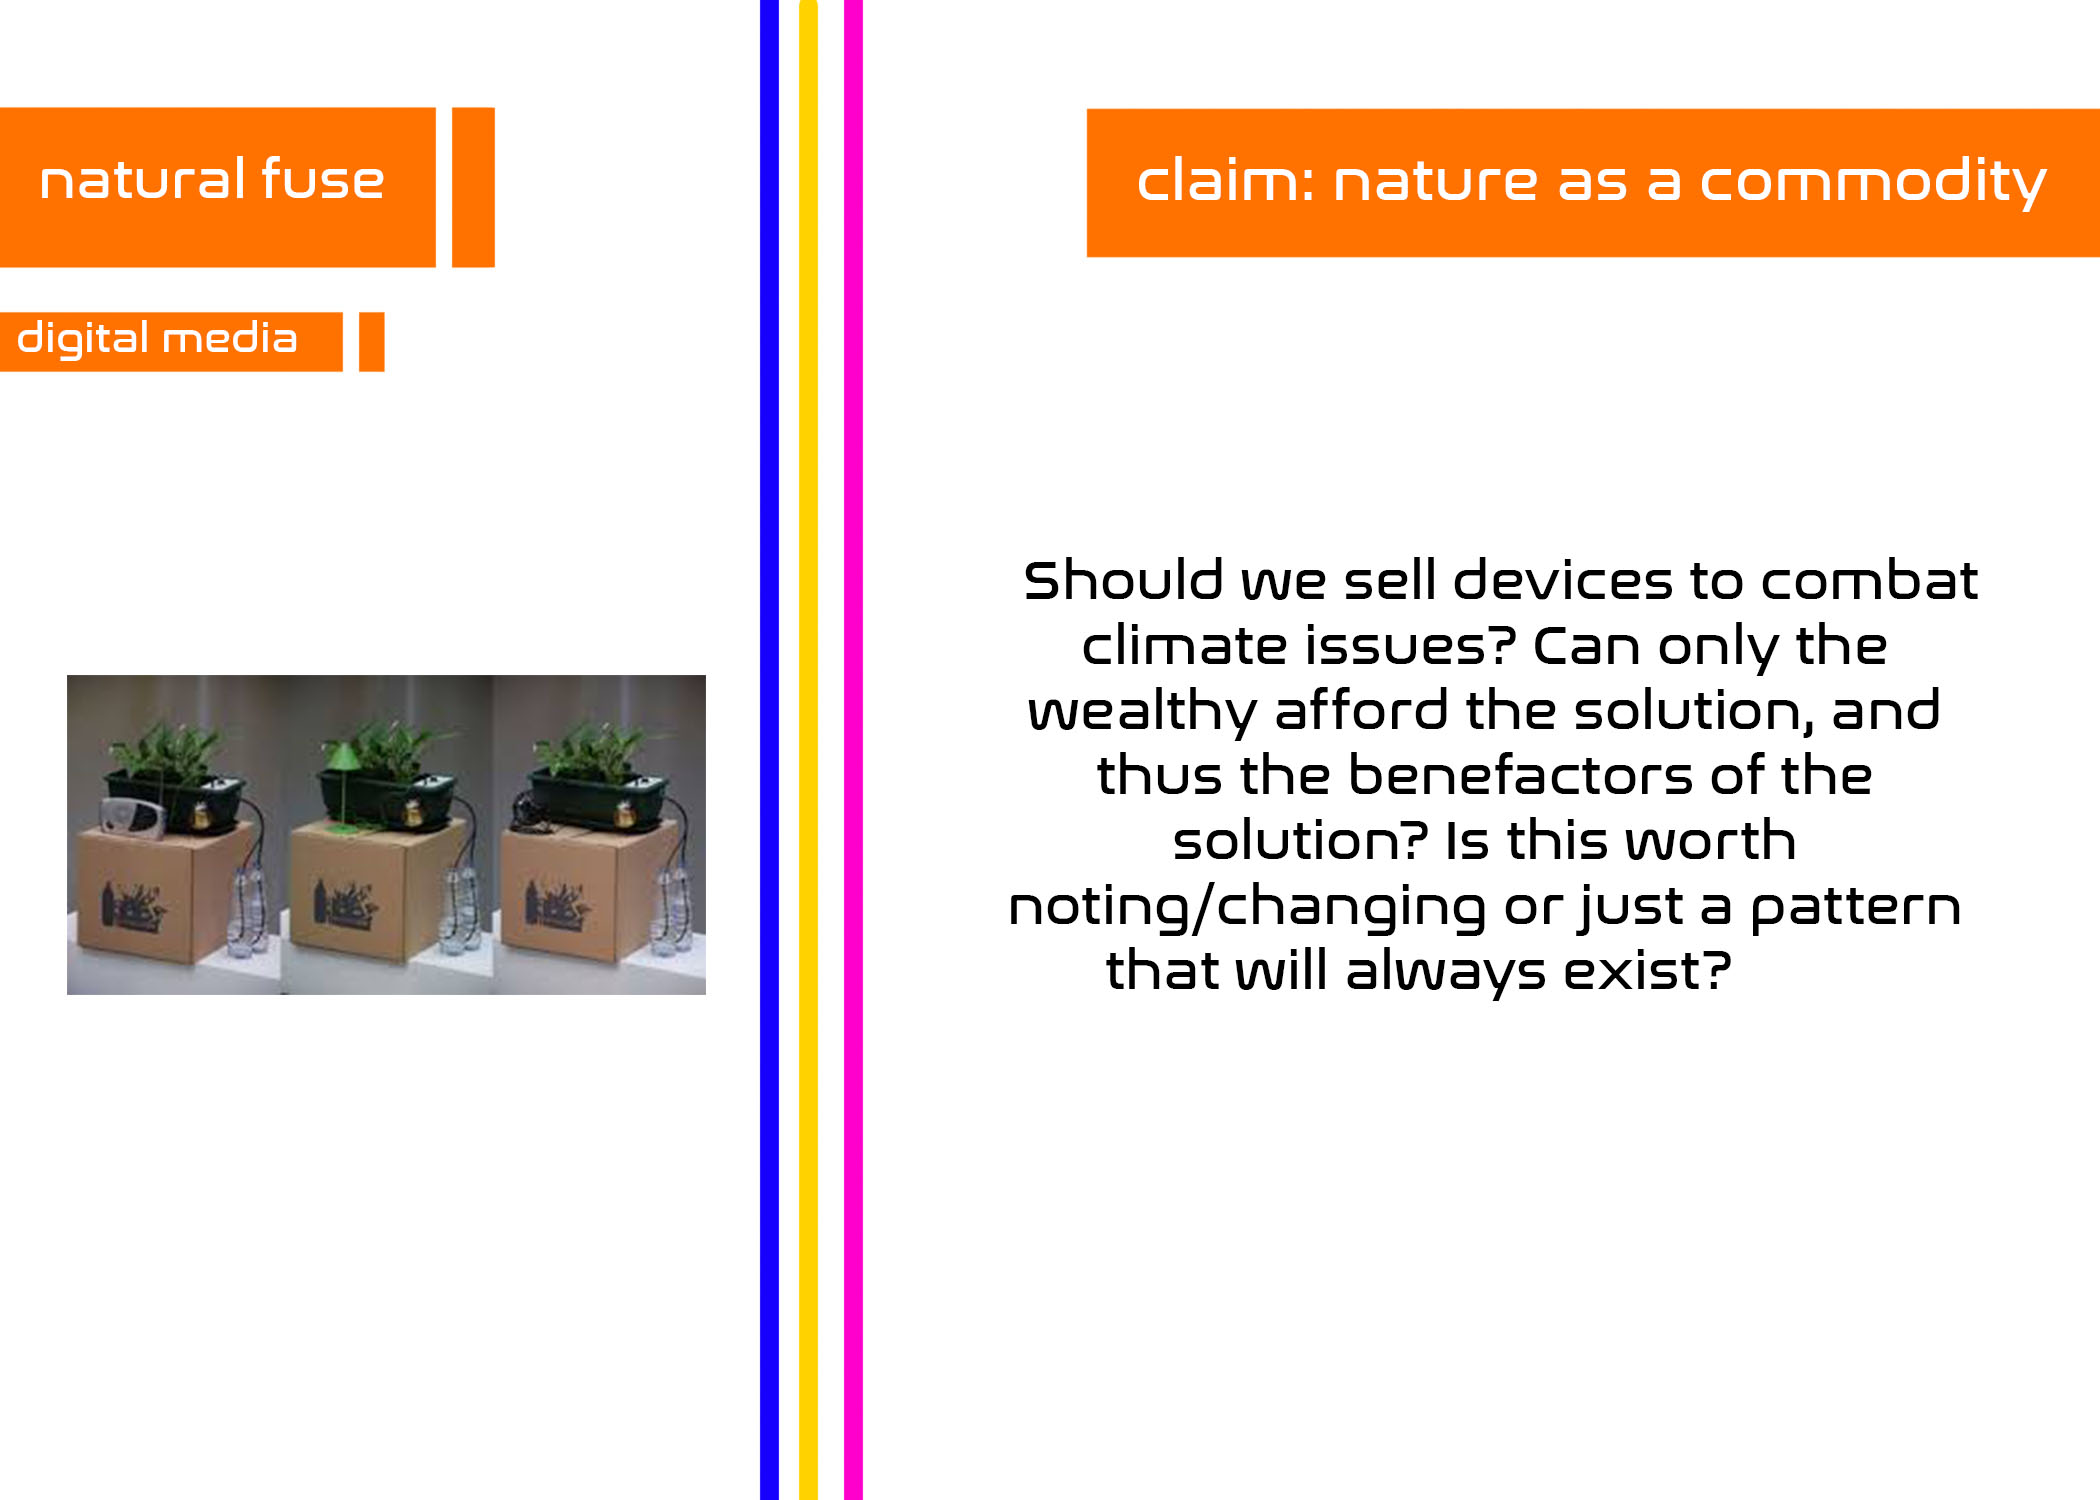 natural fuse
digital media
claim: nature as a commodity
Should we sell devices to combat
climate issues? Can only the
wealthy afford the solution, and
thus the benefactors of the
solution? Is this worth
noting/changing or just a pattern
that will always exist?